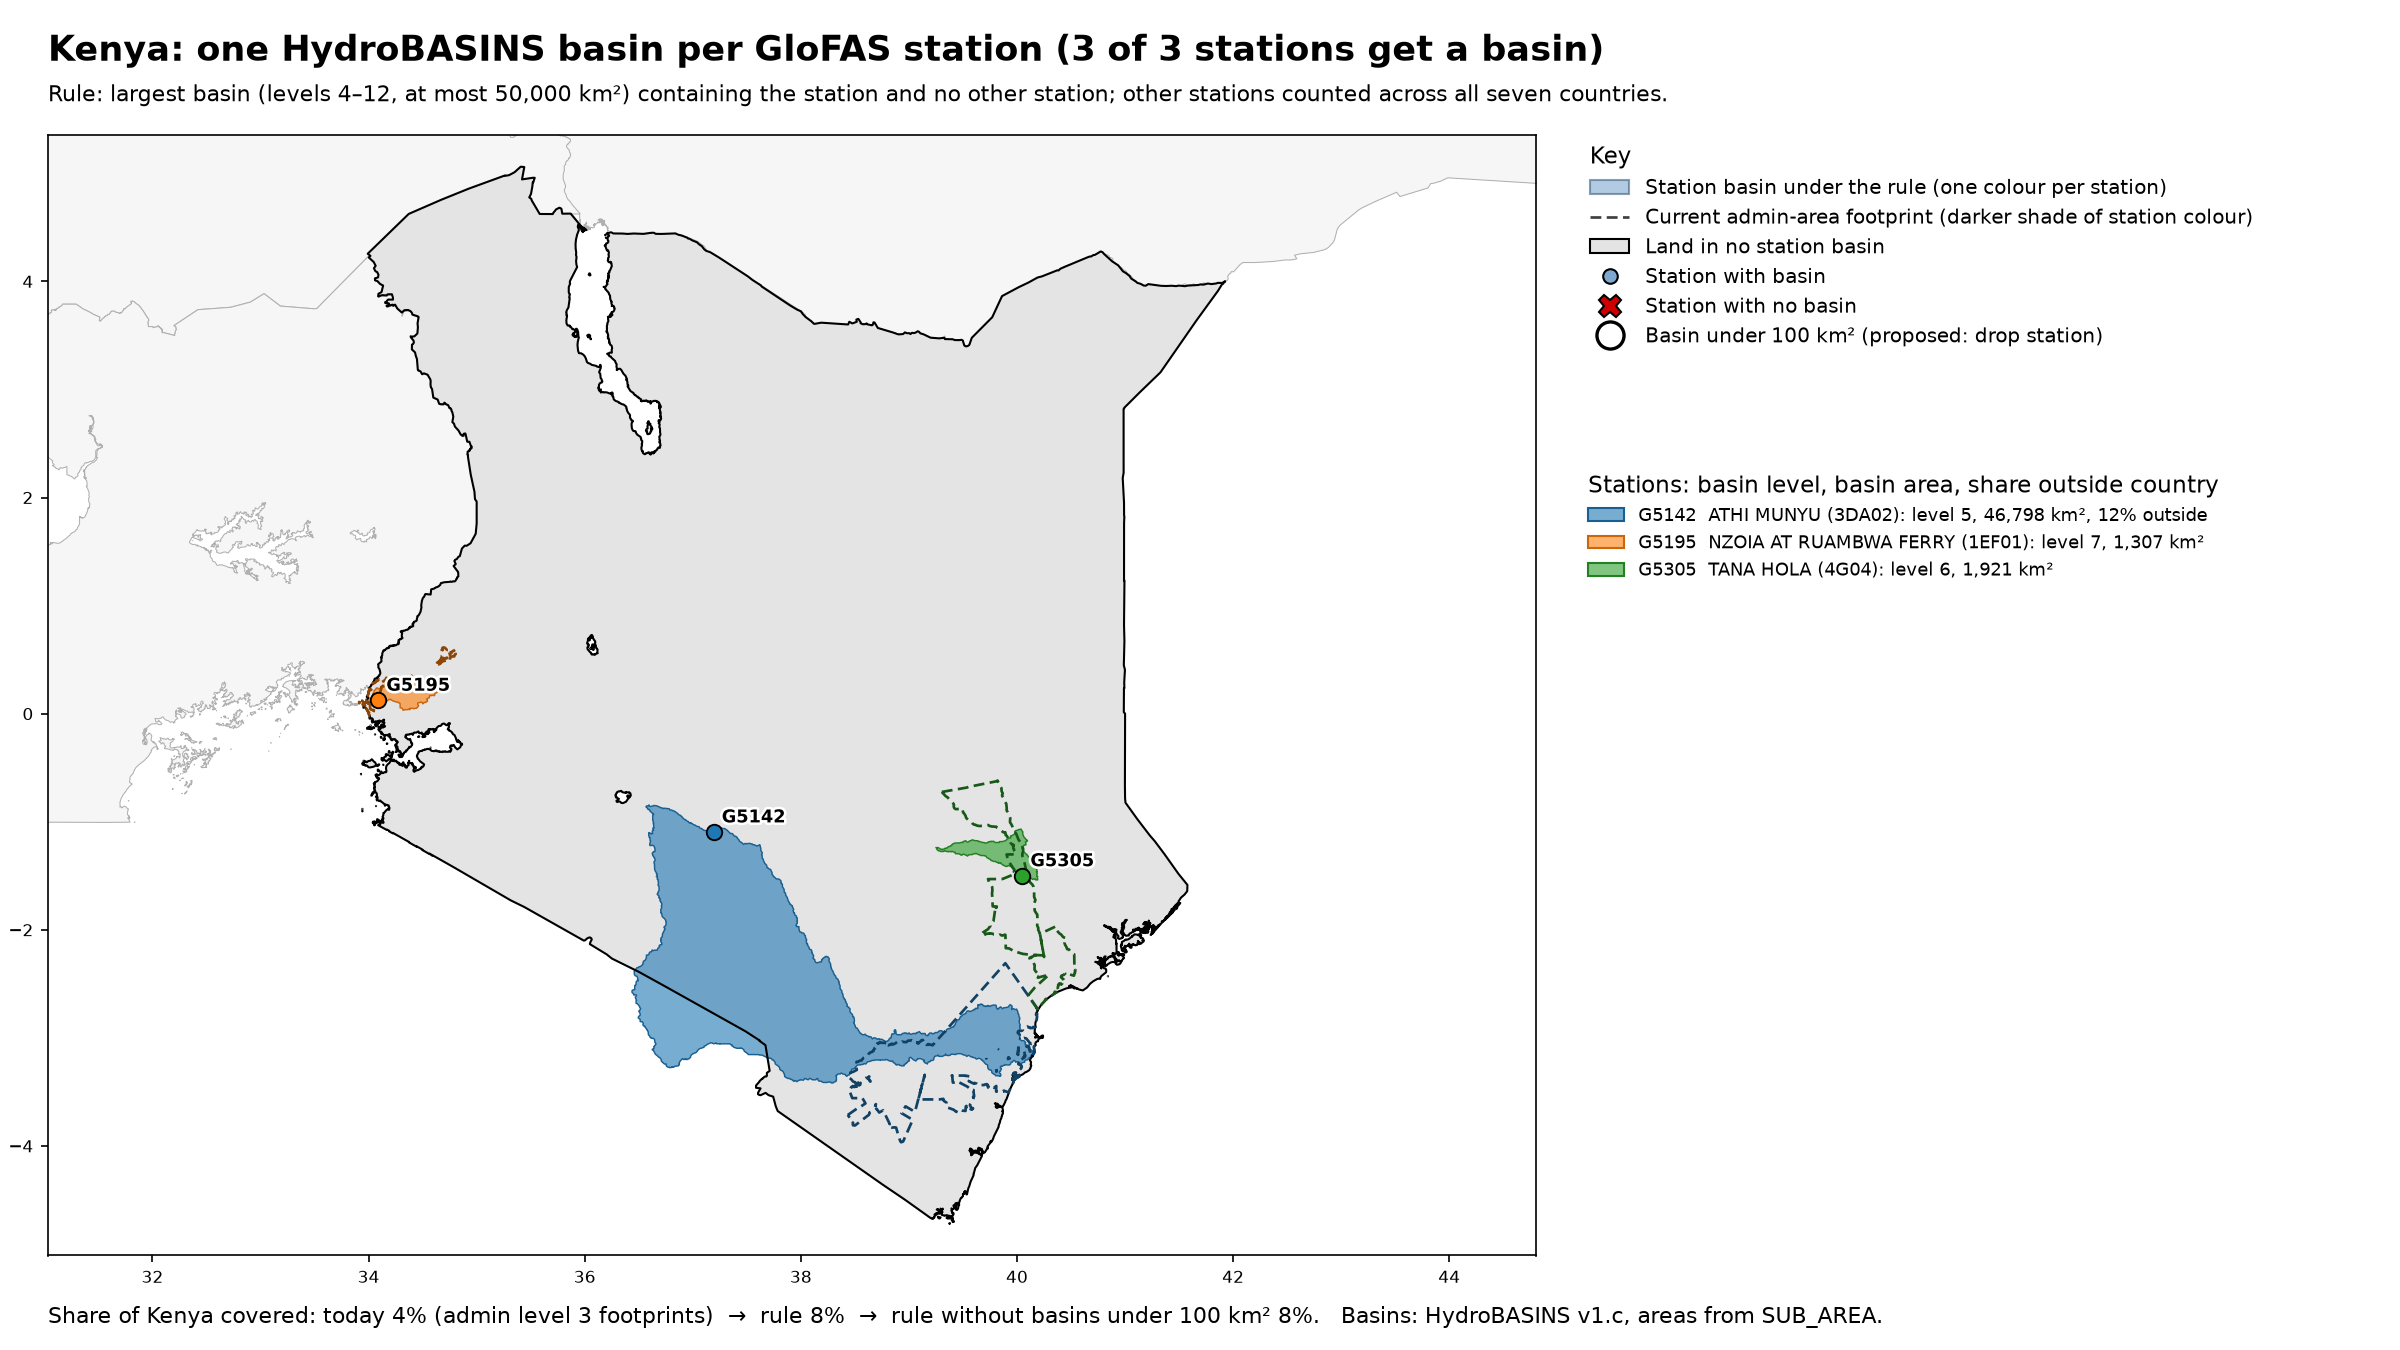 Kenya: one HydroBASINS basin per GloFAS station (3 of 3 stations get a basin)
Rule: largest basin (levels 4–12, at most 50,000 km²) containing the station and no other station; other stations counted across all seven countries.
Key
Station basin under the rule (one colour per station)
Current admin-area footprint (darker shade of station colour)
Land in no station basin
Station with basin
Station with no basin
Basin under 100 km² (proposed: drop station)
Stations: basin level, basin area, share outside country
G5142 ATHI MUNYU (3DA02): level 5, 46,798 km², 12% outside
G5195 NZOIA AT RUAMBWA FERRY (1EF01): level 7, 1,307 km²
G5305 TANA HOLA (4G04): level 6, 1,921 km²
4
2
0
−2
−4
G5195
G5142
G5305
32
34
36
38
40
42
44
Share of Kenya covered: today 4% (admin level 3 footprints) → rule 8% → rule without basins under 100 km² 8%. Basins: HydroBASINS v1.c, areas from SUB_AREA.